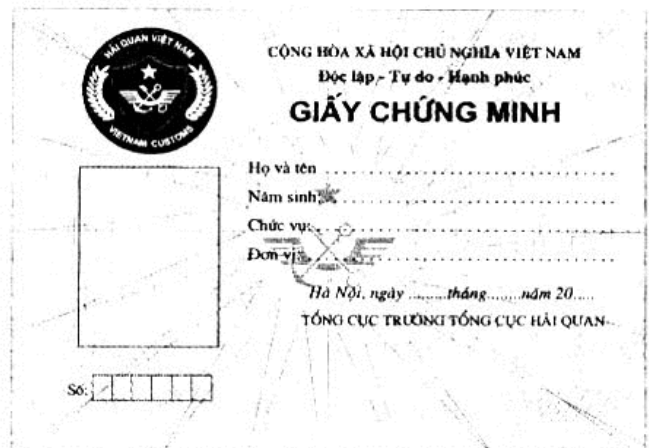 HẢI QUAN VIỆT NAM
VIETNAM CUSTOMS
CỘNG HÒA XÃ HỘI CHỦ NGHĨA VIỆT NAM
Độc lập - Tự do - Hạnh phúc
GIẤY CHỨNG MINH
Họ và tên ........................................................
Năm sinh: ........................................................
Chức vụ: ........................................................
Đơn vị: ........................................................
Hà Nội, ngày .........tháng........năm 20.....
TỔNG CỤC TRƯỞNG TỔNG CỤC HẢI QUAN
Số: